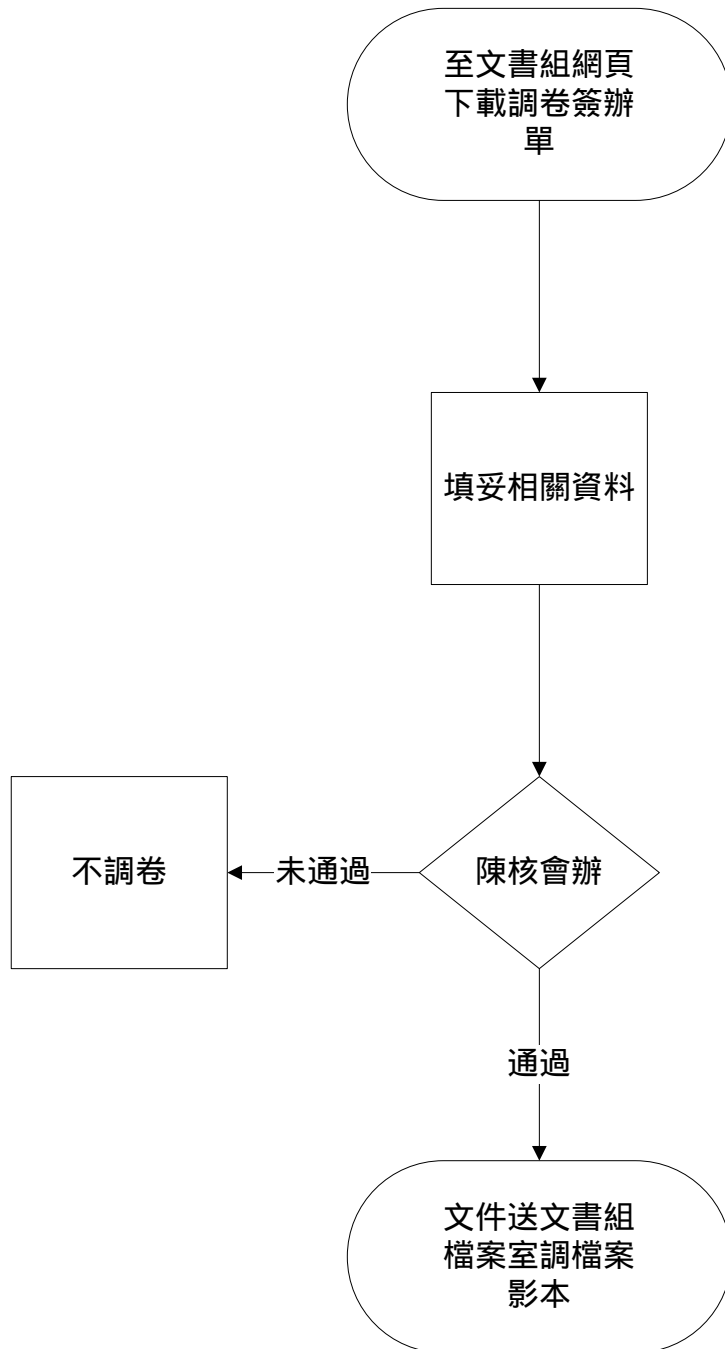 至文書組網頁
下載調卷簽辦
單
填妥相關資料
不調卷
未通過
陳核會辦
通過
文件送文書組
檔案室調檔案
影本